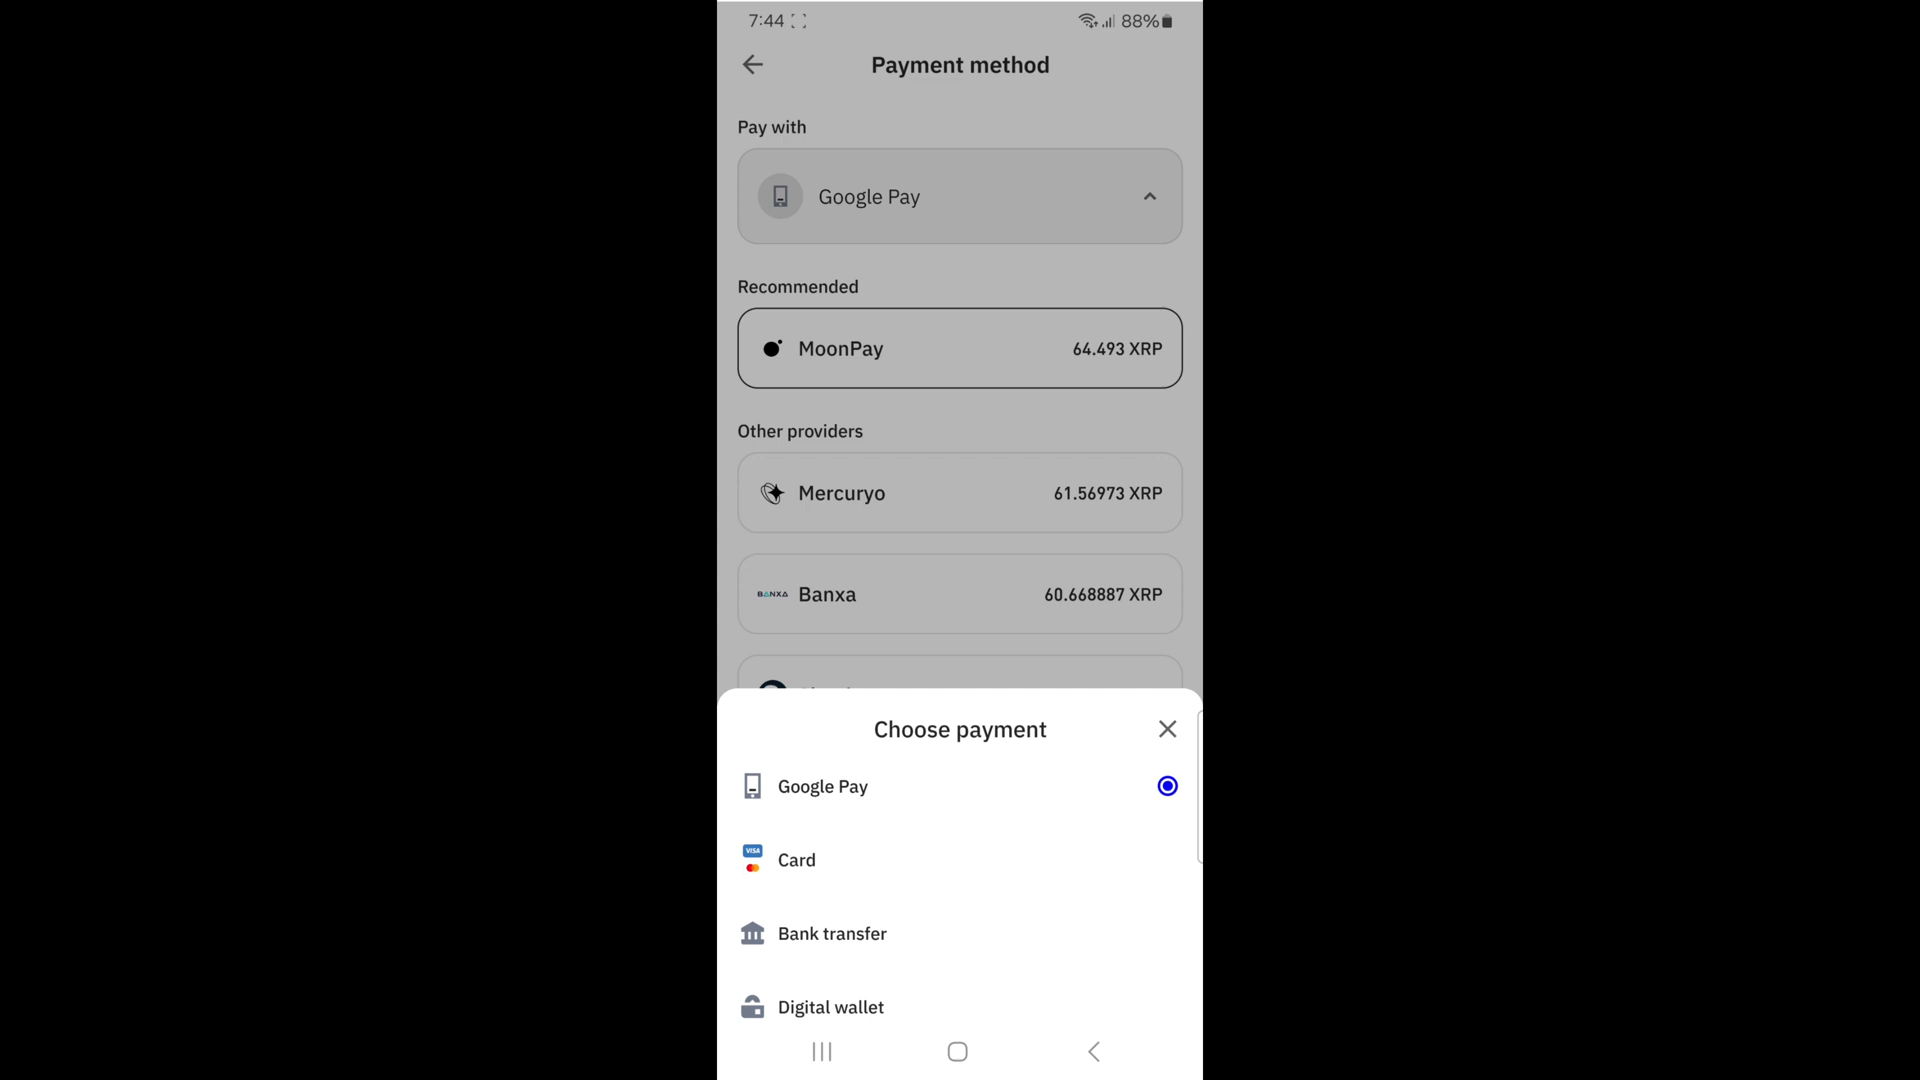 7:44
88%
Payment method
Pay with
Google Pay
Recommended
MoonPay 64.493 XRP
Other providers
Mercuryo 61.56973 XRP
BANXA Banxa 60.668887 XRP
Choose payment
Google Pay
VISA
Card
Bank transfer
Digital wallet